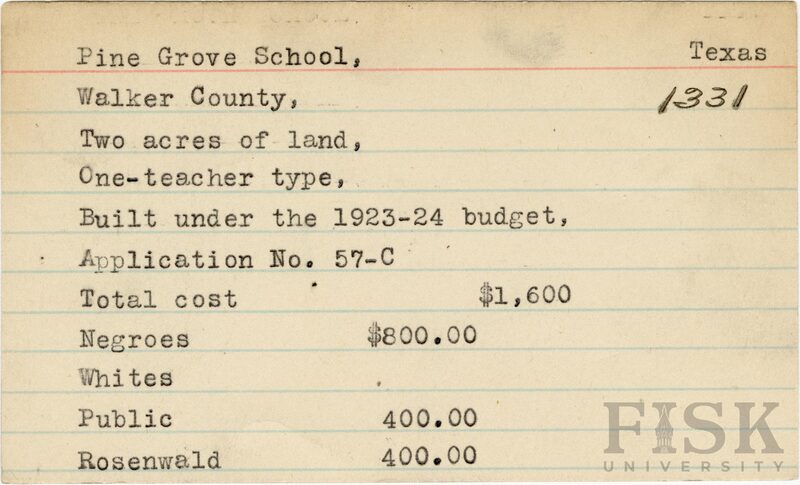 Pine Grove School, Texas
Walker County, 1331
Two acres of land,
One-teacher type,
Built under the 1923-24 budget,
Application No. 57-C
Total cost $1,600
Negroes $800.00
Whites
Public 400.00
Rosenwald 400.00
FISK
UNIVERSITY